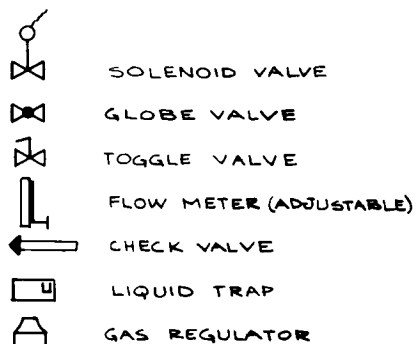 SOLENOID VALVE
GLOBE VALVE
TOGGLE VALVE
FLOW METER (ADJUSTABLE)
CHECK VALVE
LIQUID TRAP
GAS REGULATOR